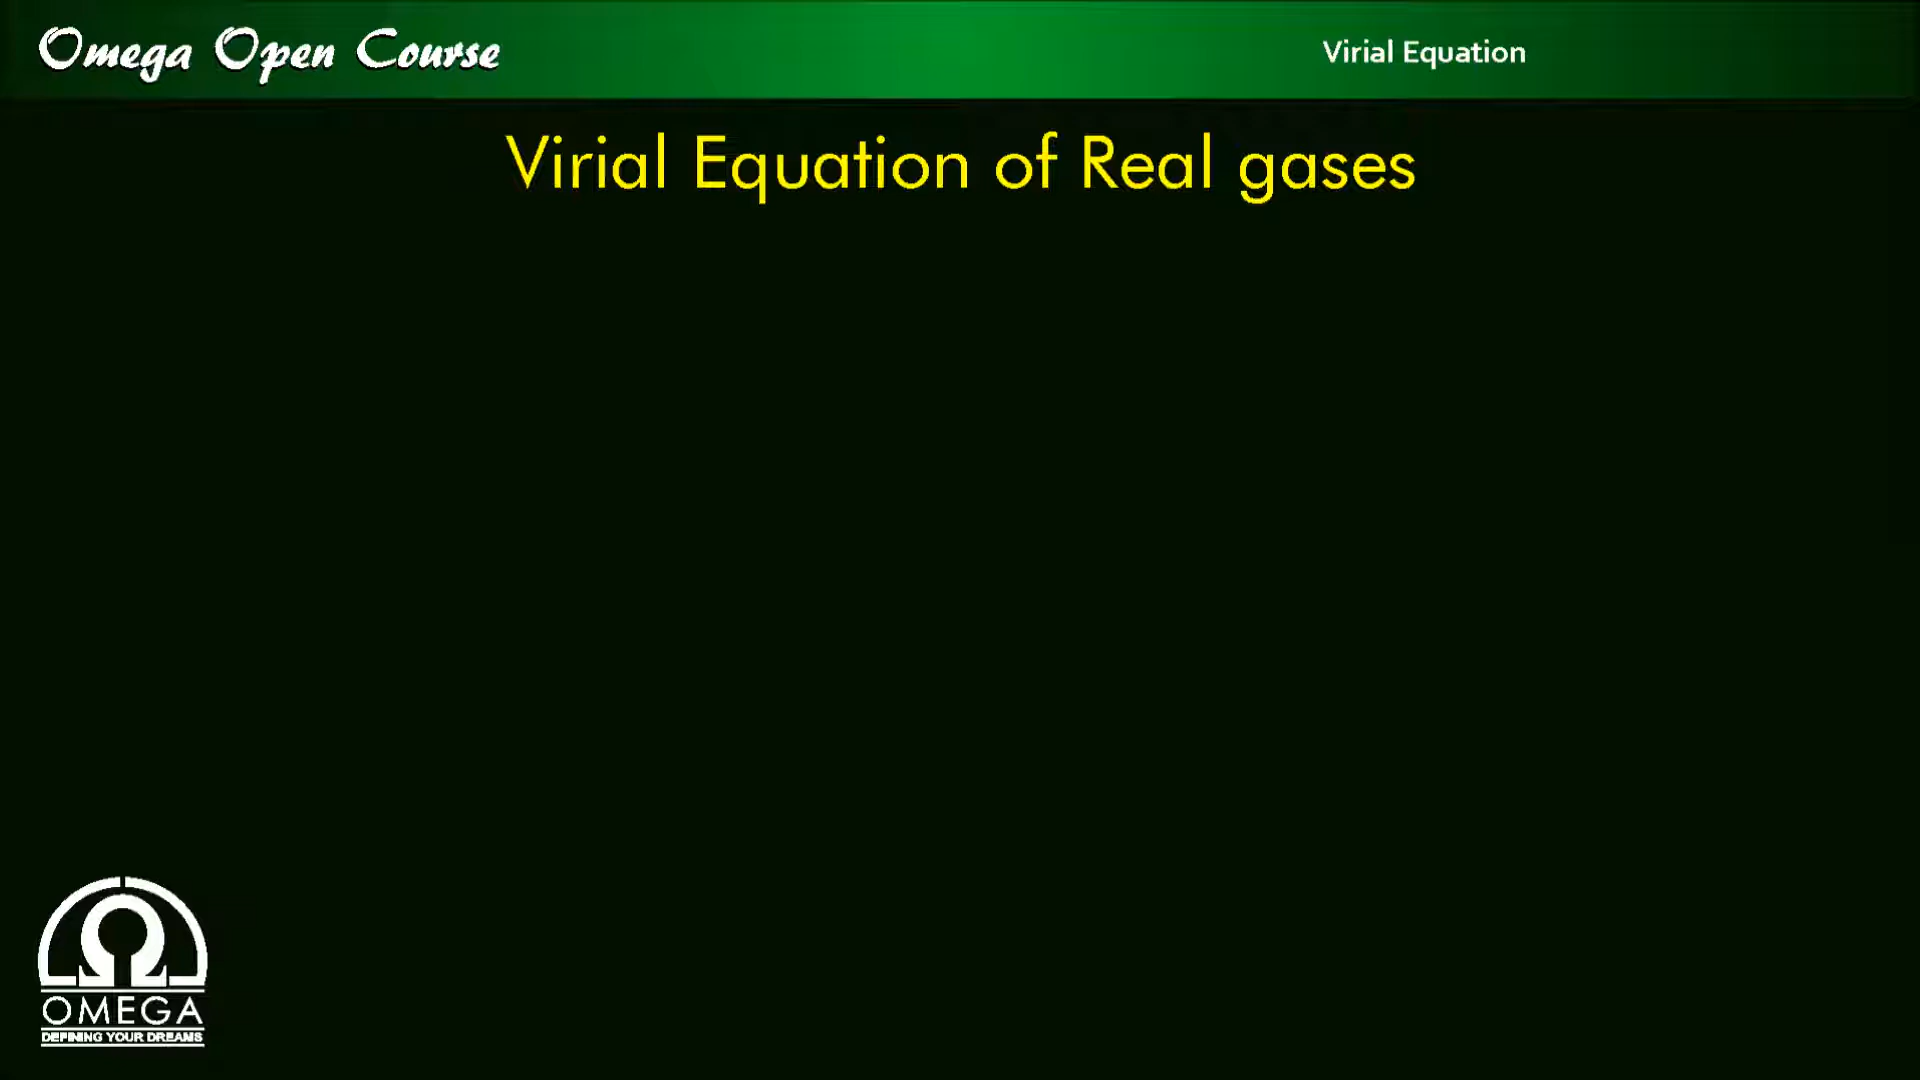 Omega Open Course
Virial Equation
Virial Equation of Real gases
OMEGA
DEFINING YOUR DREAMS